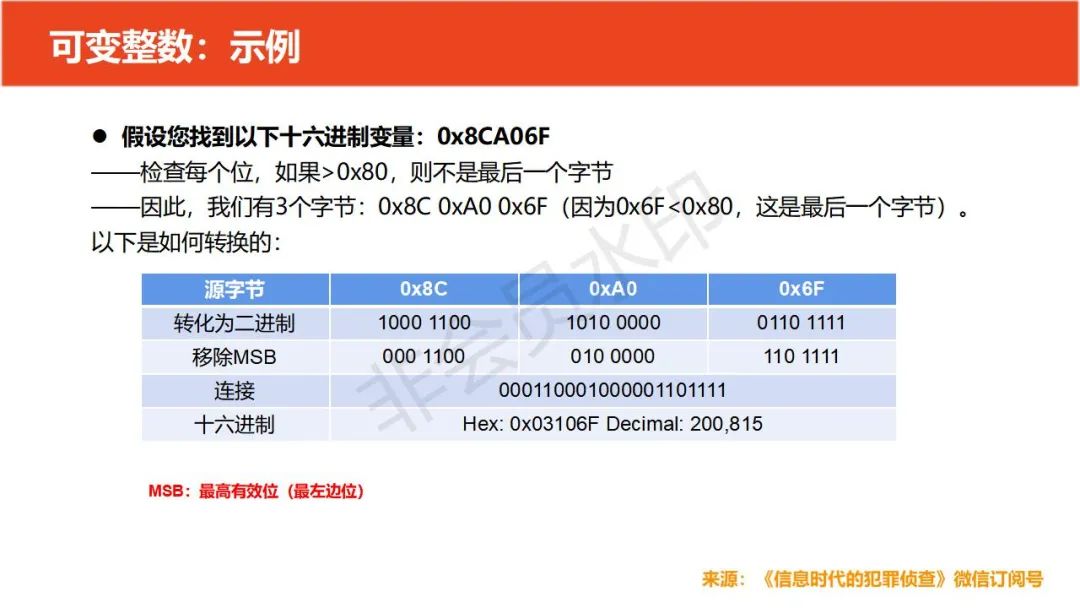 可变整数：示例
● 假设您找到以下十六进制变量：0x8CA06F
——检查每个位，如果>0x80，则不是最后一个字节
——因此，我们有3个字节：0x8C 0xA0 0x6F（因为0x6F<0x80，这是最后一个字节）。
以下是如何转换的：
源字节 0x8C 0xA0 0x6F
转化为二进制 1000 1100 1010 0000 0110 1111
移除MSB 000 1100 010 0000 110 1111
连接 000110001000001101111
十六进制 Hex: 0x03106F Decimal: 200,815
MSB：最高有效位（最左边位）
非会员水印
来源：《信息时代的犯罪侦查》微信订阅号